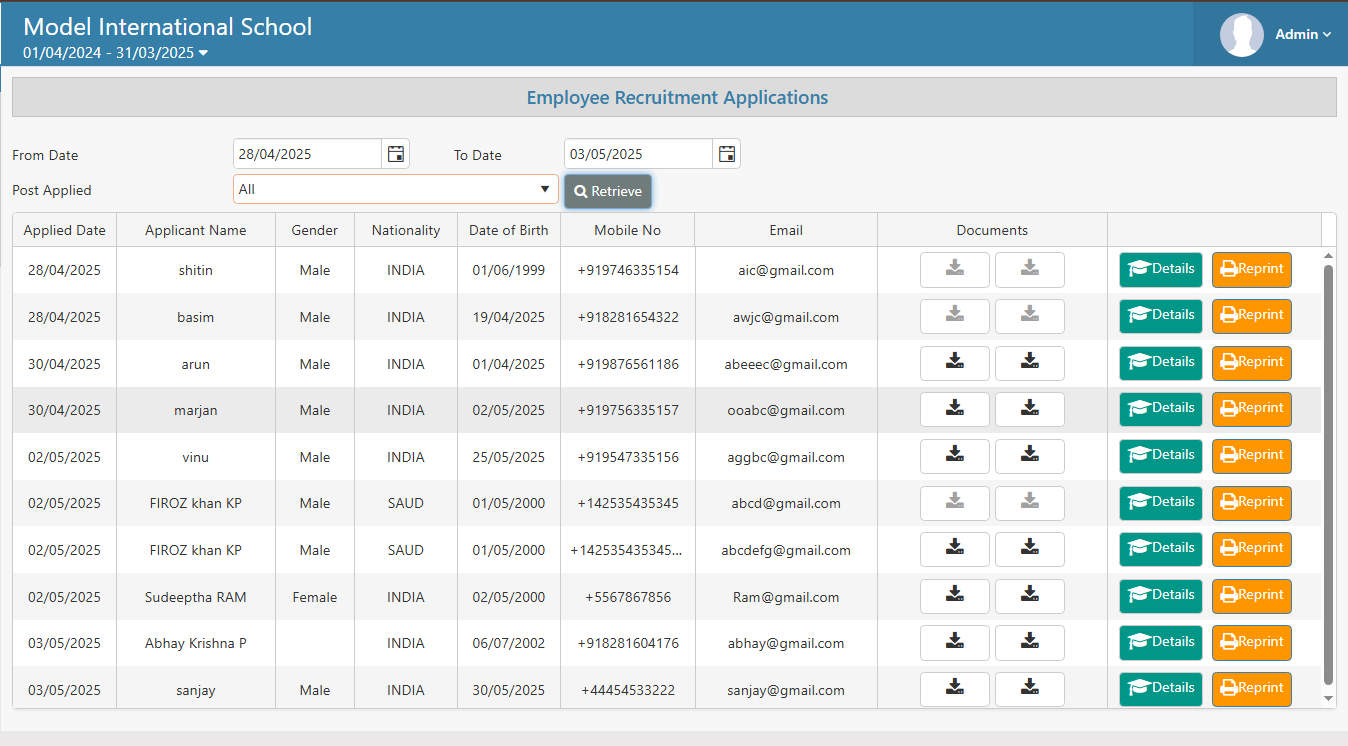 Model International School
01/04/2024 - 31/03/2025
Admin
Employee Recruitment Applications
From Date 28/04/2025 To Date 03/05/2025
Post Applied All Retrieve
Applied Date Applicant Name Gender Nationality Date of Birth Mobile No Email Documents
28/04/2025 shitin Male INDIA 01/06/1999 +919746335154 aic@gmail.com Details Reprint
28/04/2025 basim Male INDIA 19/04/2025 +918281654322 awjc@gmail.com Details Reprint
30/04/2025 arun Male INDIA 01/04/2025 +919876561186 abeeec@gmail.com Details Reprint
30/04/2025 marjan Male INDIA 02/05/2025 +919756335157 ooabc@gmail.com Details Reprint
02/05/2025 vinu Male INDIA 25/05/2025 +919547335156 aggbc@gmail.com Details Reprint
02/05/2025 FIROZ khan KP Male SAUD 01/05/2000 +142535435345 abcd@gmail.com Details Reprint
02/05/2025 FIROZ khan KP Male SAUD 01/05/2000 +142535435345... abcdefg@gmail.com Details Reprint
02/05/2025 Sudeeptha RAM Female INDIA 02/05/2000 +5567867856 Ram@gmail.com Details Reprint
03/05/2025 Abhay Krishna P INDIA 06/07/2002 +918281604176 abhay@gmail.com Details Reprint
03/05/2025 sanjay Male INDIA 30/05/2025 +44454533222 sanjay@gmail.com Details Reprint